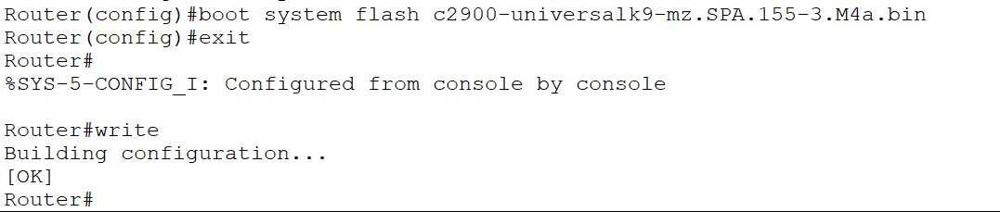 Router(config)#boot system flash c2900-universalk9-mz.SPA.155-3.M4a.bin
Router(config)#exit
Router#
%SYS-5-CONFIG_I: Configured from console by console
Router#write
Building configuration...
[OK]
Router#